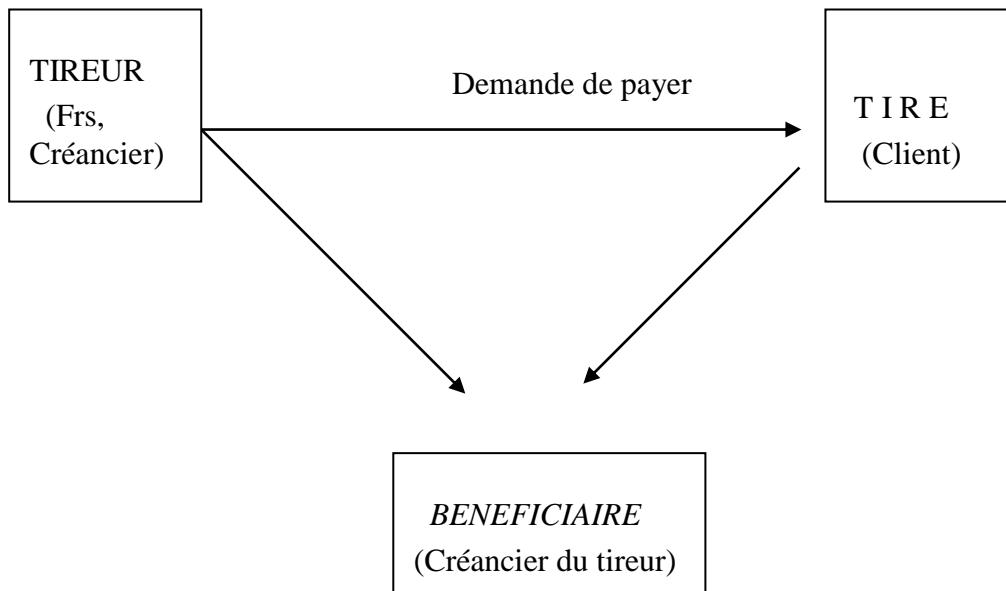 TIREUR
(Frs,
Créancier)
Demande de payer
T I R E
(Client)
BENEFICIAIRE
(Créancier du tireur)